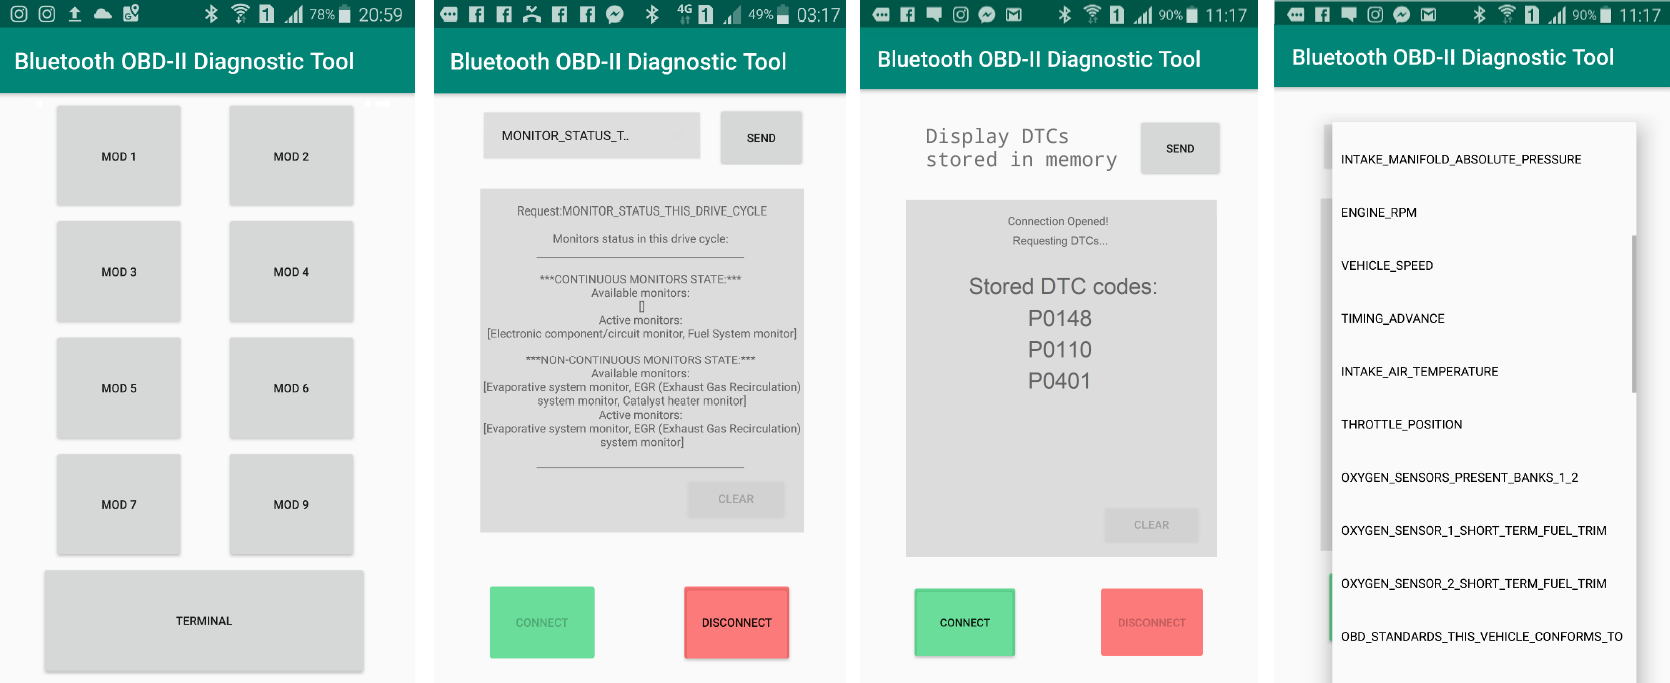 78% 20:59
Bluetooth OBD-II Diagnostic Tool
MOD 1
MOD 2
MOD 3
MOD 4
MOD 5
MOD 6
MOD 7
MOD 9
TERMINAL
4G 1 49% 03:17
Bluetooth OBD-II Diagnostic Tool
MONITOR_STATUS_T..
SEND
Request:MONITOR_STATUS_THIS_DRIVE_CYCLE
Monitors status in this drive cycle:
***CONTINUOUS MONITORS STATE:***
Available monitors:
[]
Active monitors:
[Electronic component/circuit monitor, Fuel System monitor]
***NON-CONTINUOUS MONITORS STATE:***
Available monitors:
[Evaporative system monitor, EGR (Exhaust Gas Recirculation)
system monitor, Catalyst heater monitor]
Active monitors:
[Evaporative system monitor, EGR (Exhaust Gas Recirculation)
system monitor]
CLEAR
CONNECT
DISCONNECT
1 90% 11:17
Bluetooth OBD-II Diagnostic Tool
Display DTCs
stored in memory
SEND
Connection Opened!
Requesting DTCs...
Stored DTC codes:
P0148
P0110
P0401
CLEAR
CONNECT
DISCONNECT
1 90% 11:17
Bluetooth OBD-II Diagnostic Tool
INTAKE_MANIFOLD_ABSOLUTE_PRESSURE
ENGINE_RPM
VEHICLE_SPEED
TIMING_ADVANCE
INTAKE_AIR_TEMPERATURE
THROTTLE_POSITION
OXYGEN_SENSORS_PRESENT_BANKS_1_2
OXYGEN_SENSOR_1_SHORT_TERM_FUEL_TRIM
OXYGEN_SENSOR_2_SHORT_TERM_FUEL_TRIM
OBD_STANDARDS_THIS_VEHICLE_CONFORMS_TO